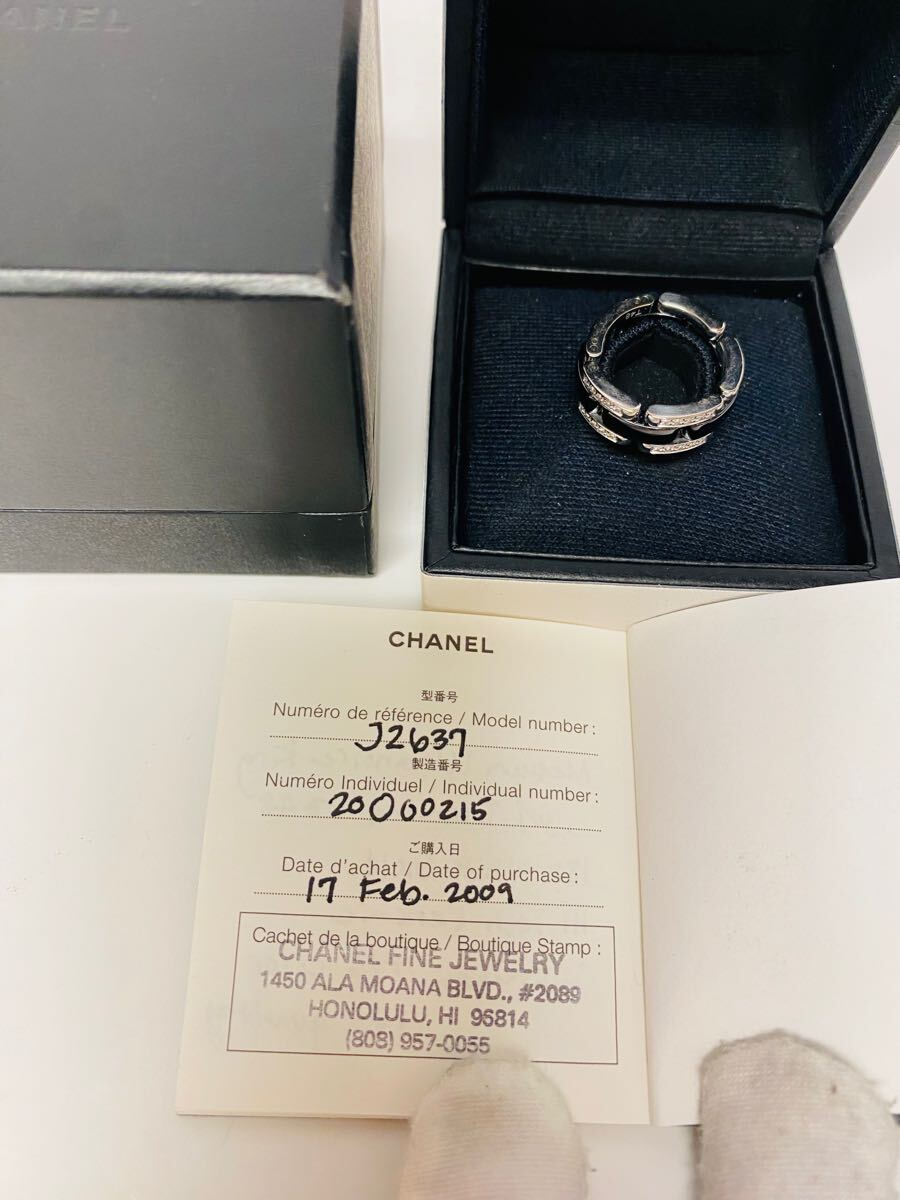 ANEL
CHANEL
型番号
Numéro de référence / Model number:
J2637
製造番号
Numéro Individuel / Individual number:
20000215
ご購入日
Date d'achat / Date of purchase:
17 Feb. 2009
Cachet de la boutique / Boutique Stamp :
CHANEL FINE JEWELRY
1450 ALA MOANA BLVD., #2089
HONOLULU, HI 96814
(808) 957-0055